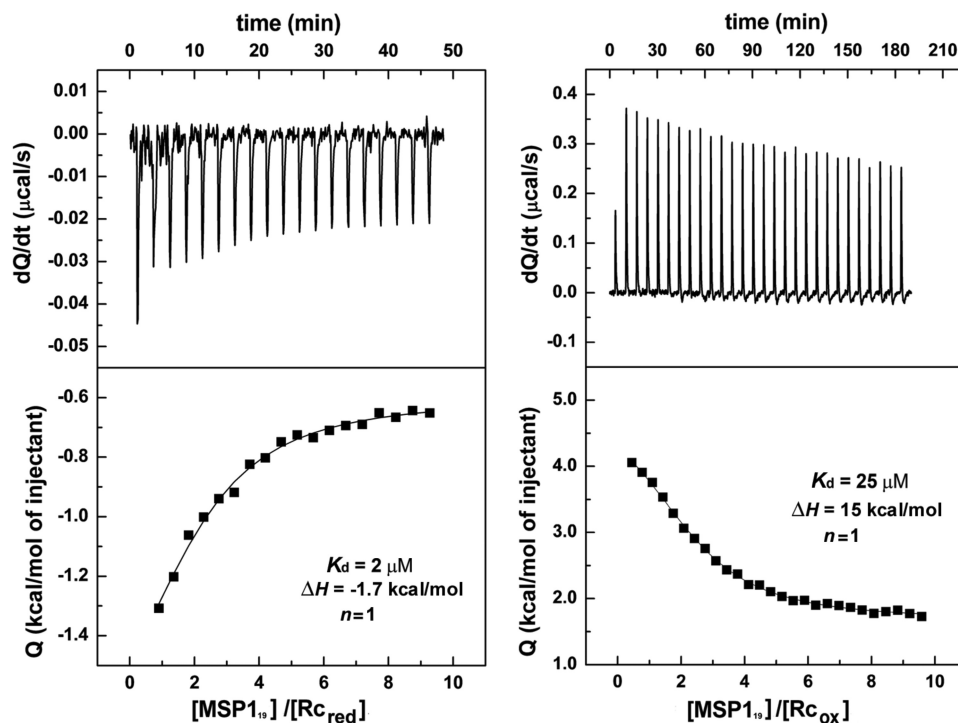 time (min)
0 10 20 30 40 50
0.01
0.00
-0.01
-0.02
-0.03
-0.04
-0.05
dQ/dt (μcal/s)
-0.6
-0.8
-1.0
-1.2
-1.4
Q (kcal/mol of injectant)
Kd = 2 μM
ΔH = -1.7 kcal/mol
n=1
0 2 4 6 8 10
[MSP1₁₉]/[Rc_red]
time (min)
0 30 60 90 120 150 180 210
0.4
0.3
0.2
0.1
0.0
-0.1
dQ/dt (μcal/s)
5.0
4.0
3.0
2.0
1.0
Q (kcal/mol of injectant)
Kd = 25 μM
ΔH = 15 kcal/mol
n=1
0 2 4 6 8 10
[MSP1₁₉]/[Rc_ox]